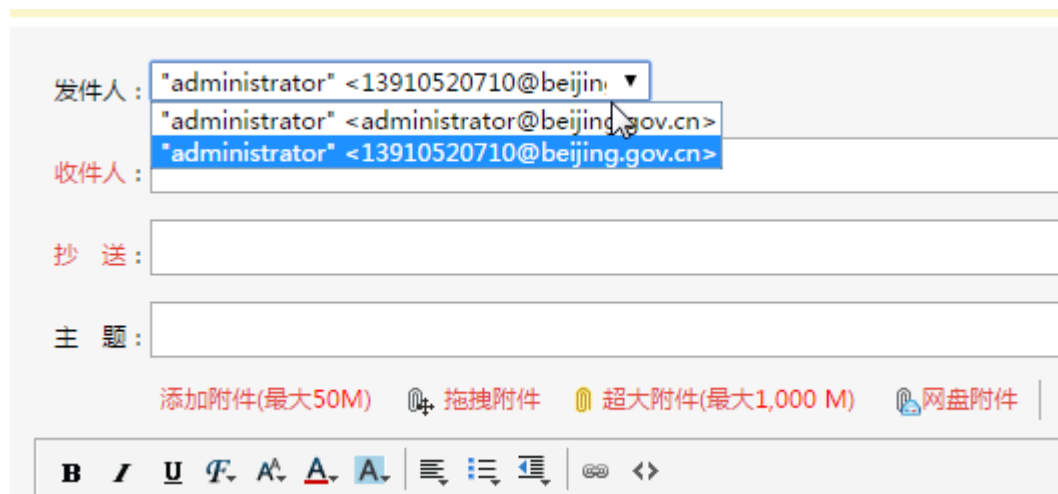 发件人： "administrator" <13910520710@beijin
"administrator" <administrator@beijing.gov.cn>
"administrator" <13910520710@beijing.gov.cn>
收件人：
抄 送：
主 题：
添加附件(最大50M) 拖拽附件 超大附件(最大1,000 M) 网盘附件
B I U F A A A A